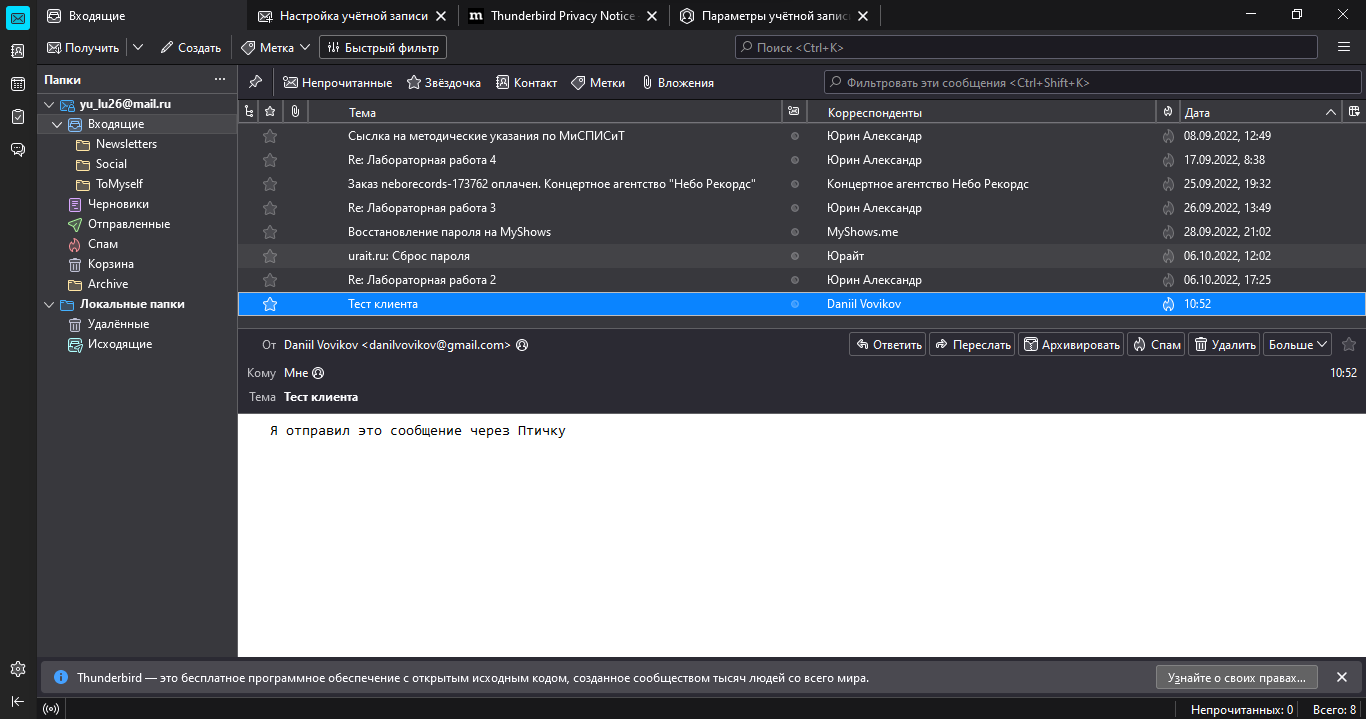 Входящие
Настройка учётной записи
Thunderbird Privacy Notice
Параметры учётной запис
Получить
Создать
Метка
Быстрый фильтр
Поиск <Ctrl+K>
Папки
Непрочитанные
Звёздочка
Контакт
Метки
Вложения
Фильтровать эти сообщения <Ctrl+Shift+K>
yu_lu26@mail.ru
Входящие
Newsletters
Social
ToMyself
Черновики
Отправленные
Спам
Корзина
Archive
Локальные папки
Удалённые
Исходящие
Тема Корреспонденты Дата
Сыслка на методические указания по МиСПИСиТ Юрин Александр 08.09.2022, 12:49
Re: Лабораторная работа 4 Юрин Александр 17.09.2022, 8:38
Заказ neborecords-173762 оплачен. Концертное агентство "Небо Рекордс" Концертное агентство Небо Рекордс 25.09.2022, 19:32
Re: Лабораторная работа 3 Юрин Александр 26.09.2022, 13:49
Восстановление пароля на MyShows MyShows.me 28.09.2022, 21:02
urait.ru: Сброс пароля Юрайт 06.10.2022, 12:02
Re: Лабораторная работа 2 Юрин Александр 06.10.2022, 17:25
Тест клиента Daniil Vovikov 10:52
От Daniil Vovikov <danilvovikov@gmail.com>
Ответить
Переслать
Архивировать
Спам
Удалить
Больше
Кому Мне 10:52
Тема Тест клиента
Я отправил это сообщение через Птичку
Thunderbird — это бесплатное программное обеспечение с открытым исходным кодом, созданное сообществом тысяч людей со всего мира.
Узнайте о своих правах...
Непрочитанных: 0 Всего: 8